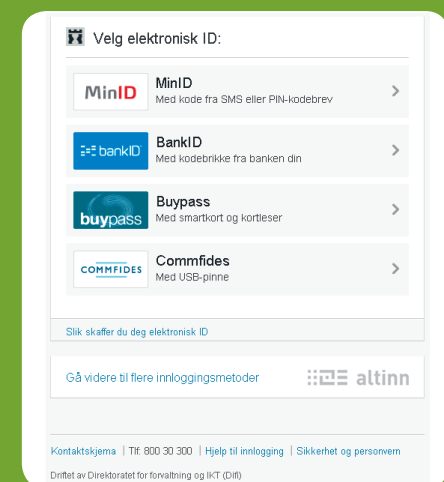 Velg elektronisk ID:
MinID
MinID
Med kode fra SMS eller PIN-kodebrev
bankID
BankID
Med kodebrikke fra banken din
buypass
Buypass
Med smartkort og kortleser
COMMFIDES
Commfides
Med USB-pinne
Slik skaffer du deg elektronisk ID
Gå videre til flere innloggingsmetoder
altinn
Kontaktskjema | Tlf: 800 30 300 | Hjelp til innlogging | Sikkerhet og personvern
Driftet av Direktoratet for forvaltning og IKT (Difi)